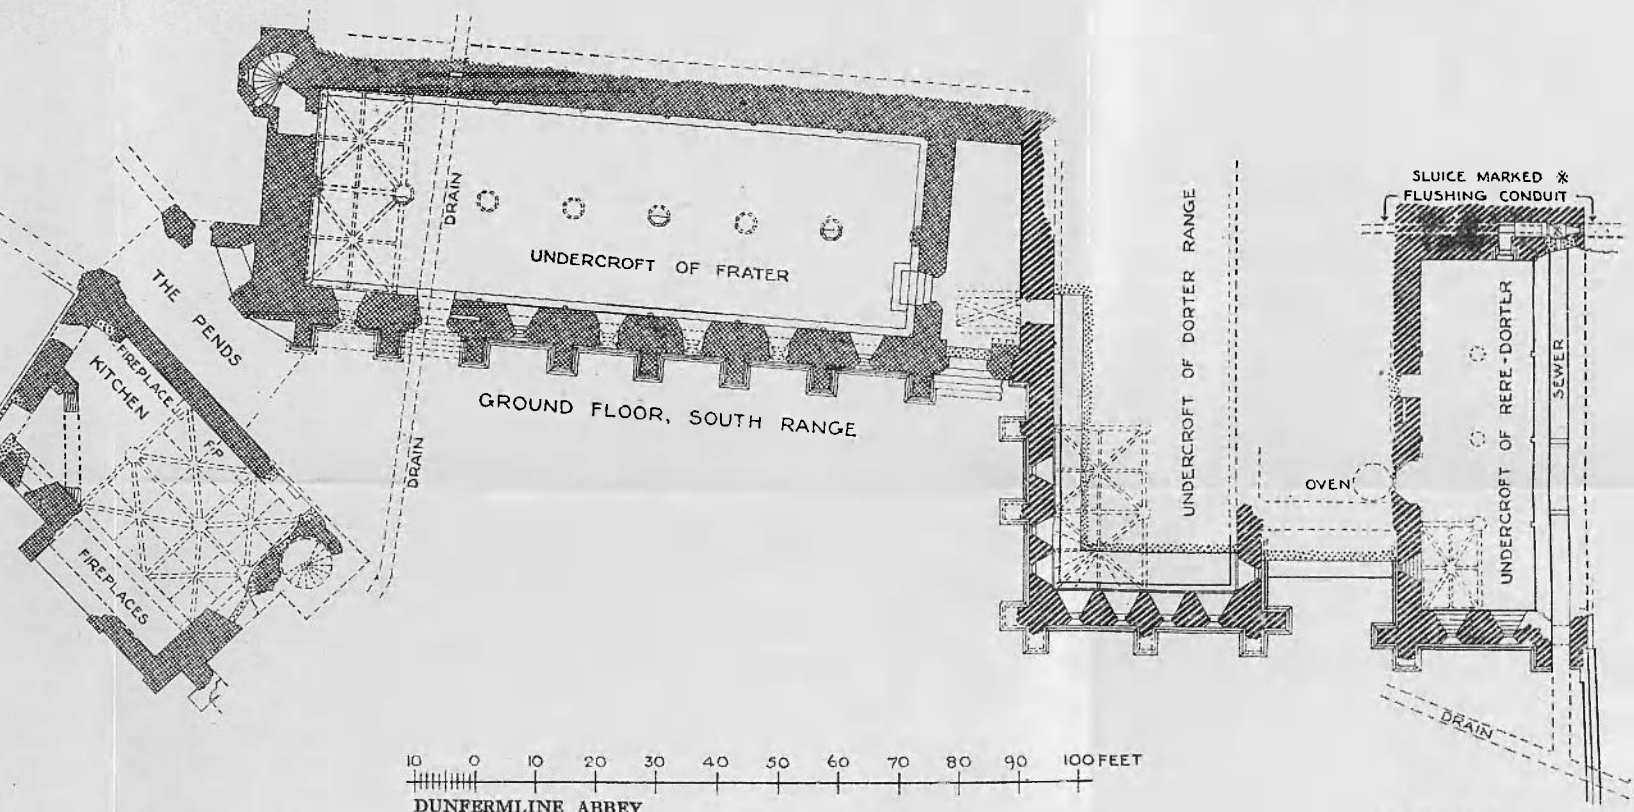 SLUICE MARKED ※
FLUSHING CONDUIT
DRAIN
UNDERCROFT OF FRATER
THE PENDS
FIREPLACE
KITCHEN
F/P
FIREPLACES
GROUND FLOOR, SOUTH RANGE
DRAIN
UNDERCROFT OF DORTER RANGE
OVEN
UNDERCROFT OF RERE-DORTER
SEWER
DRAIN
10 0 10 20 30 40 50 60 70 80 90 100 FEET
DUNFERMLINE ABBEY